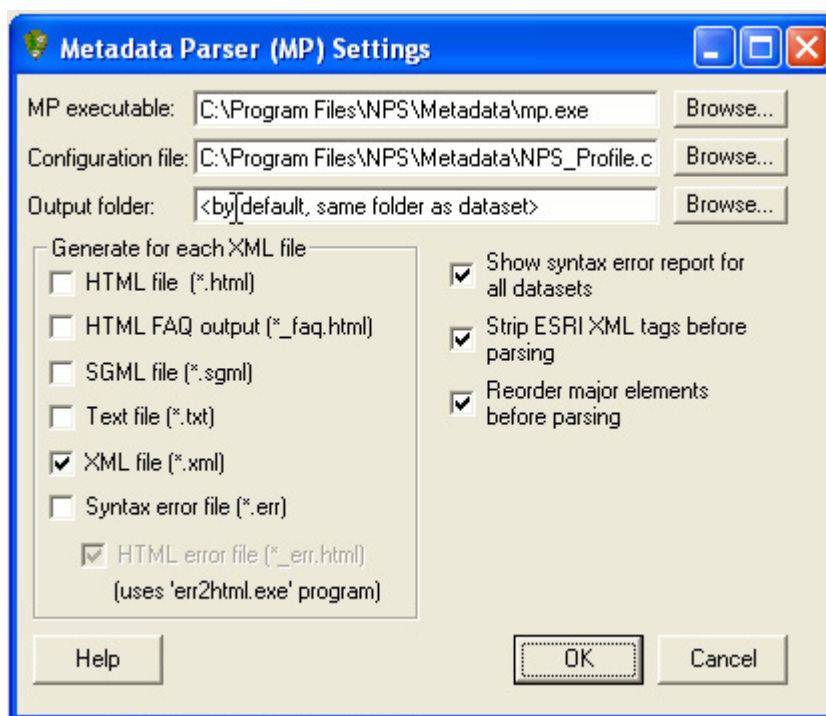 Metadata Parser (MP) Settings
MP executable: C:\Program Files\NPS\Metadata\mp.exe Browse...
Configuration file: C:\Program Files\NPS\Metadata\NPS_Profile.c Browse...
Output folder: <by default, same folder as dataset> Browse...
Generate for each XML file
HTML file (*.html)
HTML FAQ output (*_faq.html)
SGML file (*.sgml)
Text file (*.txt)
XML file (*.xml)
Syntax error file (*.err)
HTML error file (*_err.html)
(uses 'err2html.exe' program)
Show syntax error report for
all datasets
Strip ESRI XML tags before
parsing
Reorder major elements
before parsing
Help OK Cancel